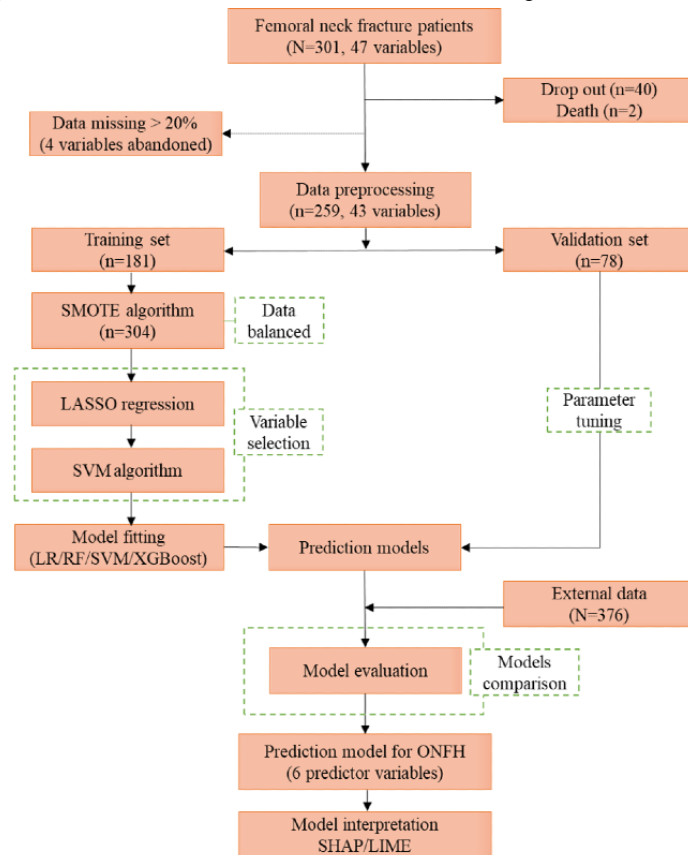 Femoral neck fracture patients
(N=301, 47 variables)
Drop out (n=40)
Death (n=2)
Data missing > 20%
(4 variables abandoned)
Data preprocessing
(n=259, 43 variables)
Training set
(n=181)
Validation set
(n=78)
SMOTE algorithm
(n=304)
Data
balanced
LASSO regression
Variable
selection
Parameter
tuning
SVM algorithm
Model fitting
(LR/RF/SVM/XGBoost)
Prediction models
External data
(N=376)
Model evaluation
Models
comparison
Prediction model for ONFH
(6 predictor variables)
Model interpretation
SHAP/LIME